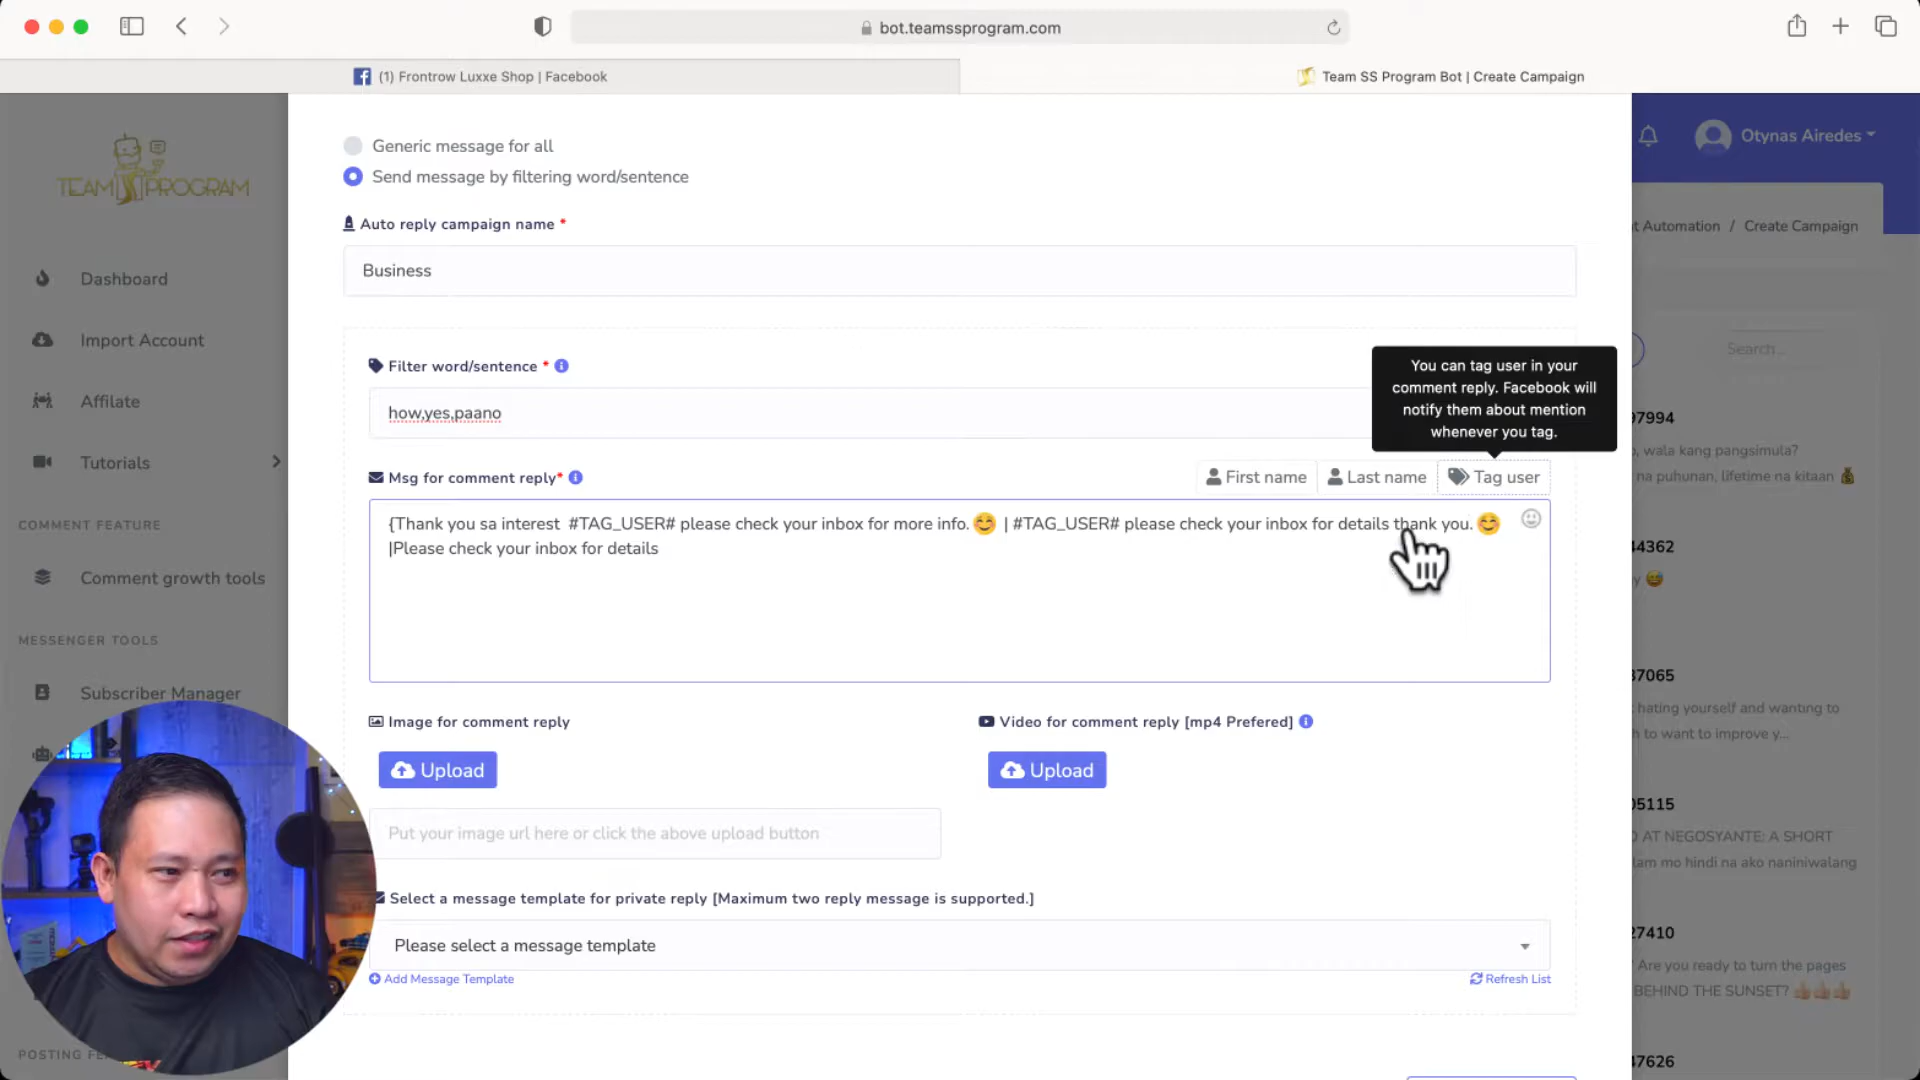 bot.teamssprogram.com
(1) Frontrow Luxxe Shop | Facebook
Team SS Program Bot | Create Campaign
TEAM PROGRAM
Otynas Airedes
Generic message for all
Send message by filtering word/sentence
Auto reply campaign name *
t Automation / Create Campaign
Business
Dashboard
Import Account
Affilate
Tutorials
COMMENT FEATURE
Comment growth tools
MESSENGER TOOLS
Subscriber Manager
POSTING FE
Filter word/sentence *
how,yes,paano
You can tag user in your
comment reply. Facebook will
notify them about mention
whenever you tag.
Search...
Msg for comment reply*
First name
Last name
Tag user
{Thank you sa interest #TAG_USER# please check your inbox for more info. 😊 | #TAG_USER# please check your inbox for details thank you. 😊
|Please check your inbox for details
Image for comment reply
Video for comment reply [mp4 Prefered]
Upload
Upload
Put your image url here or click the above upload button
Select a message template for private reply [Maximum two reply message is supported.]
Please select a message template
Add Message Template
Refresh List
97994
, wala kang pangsimula?
na puhunan, lifetime na kitaan 💰
44362
y 😅
37065
hating yourself and wanting to
h to want to improve y...
05115
O AT NEGOSYANTE: A SHORT
lam mo hindi na ako naniniwalang
27410
Are you ready to turn the pages
BEHIND THE SUNSET? 👍🏼👍🏼👍🏼
47626